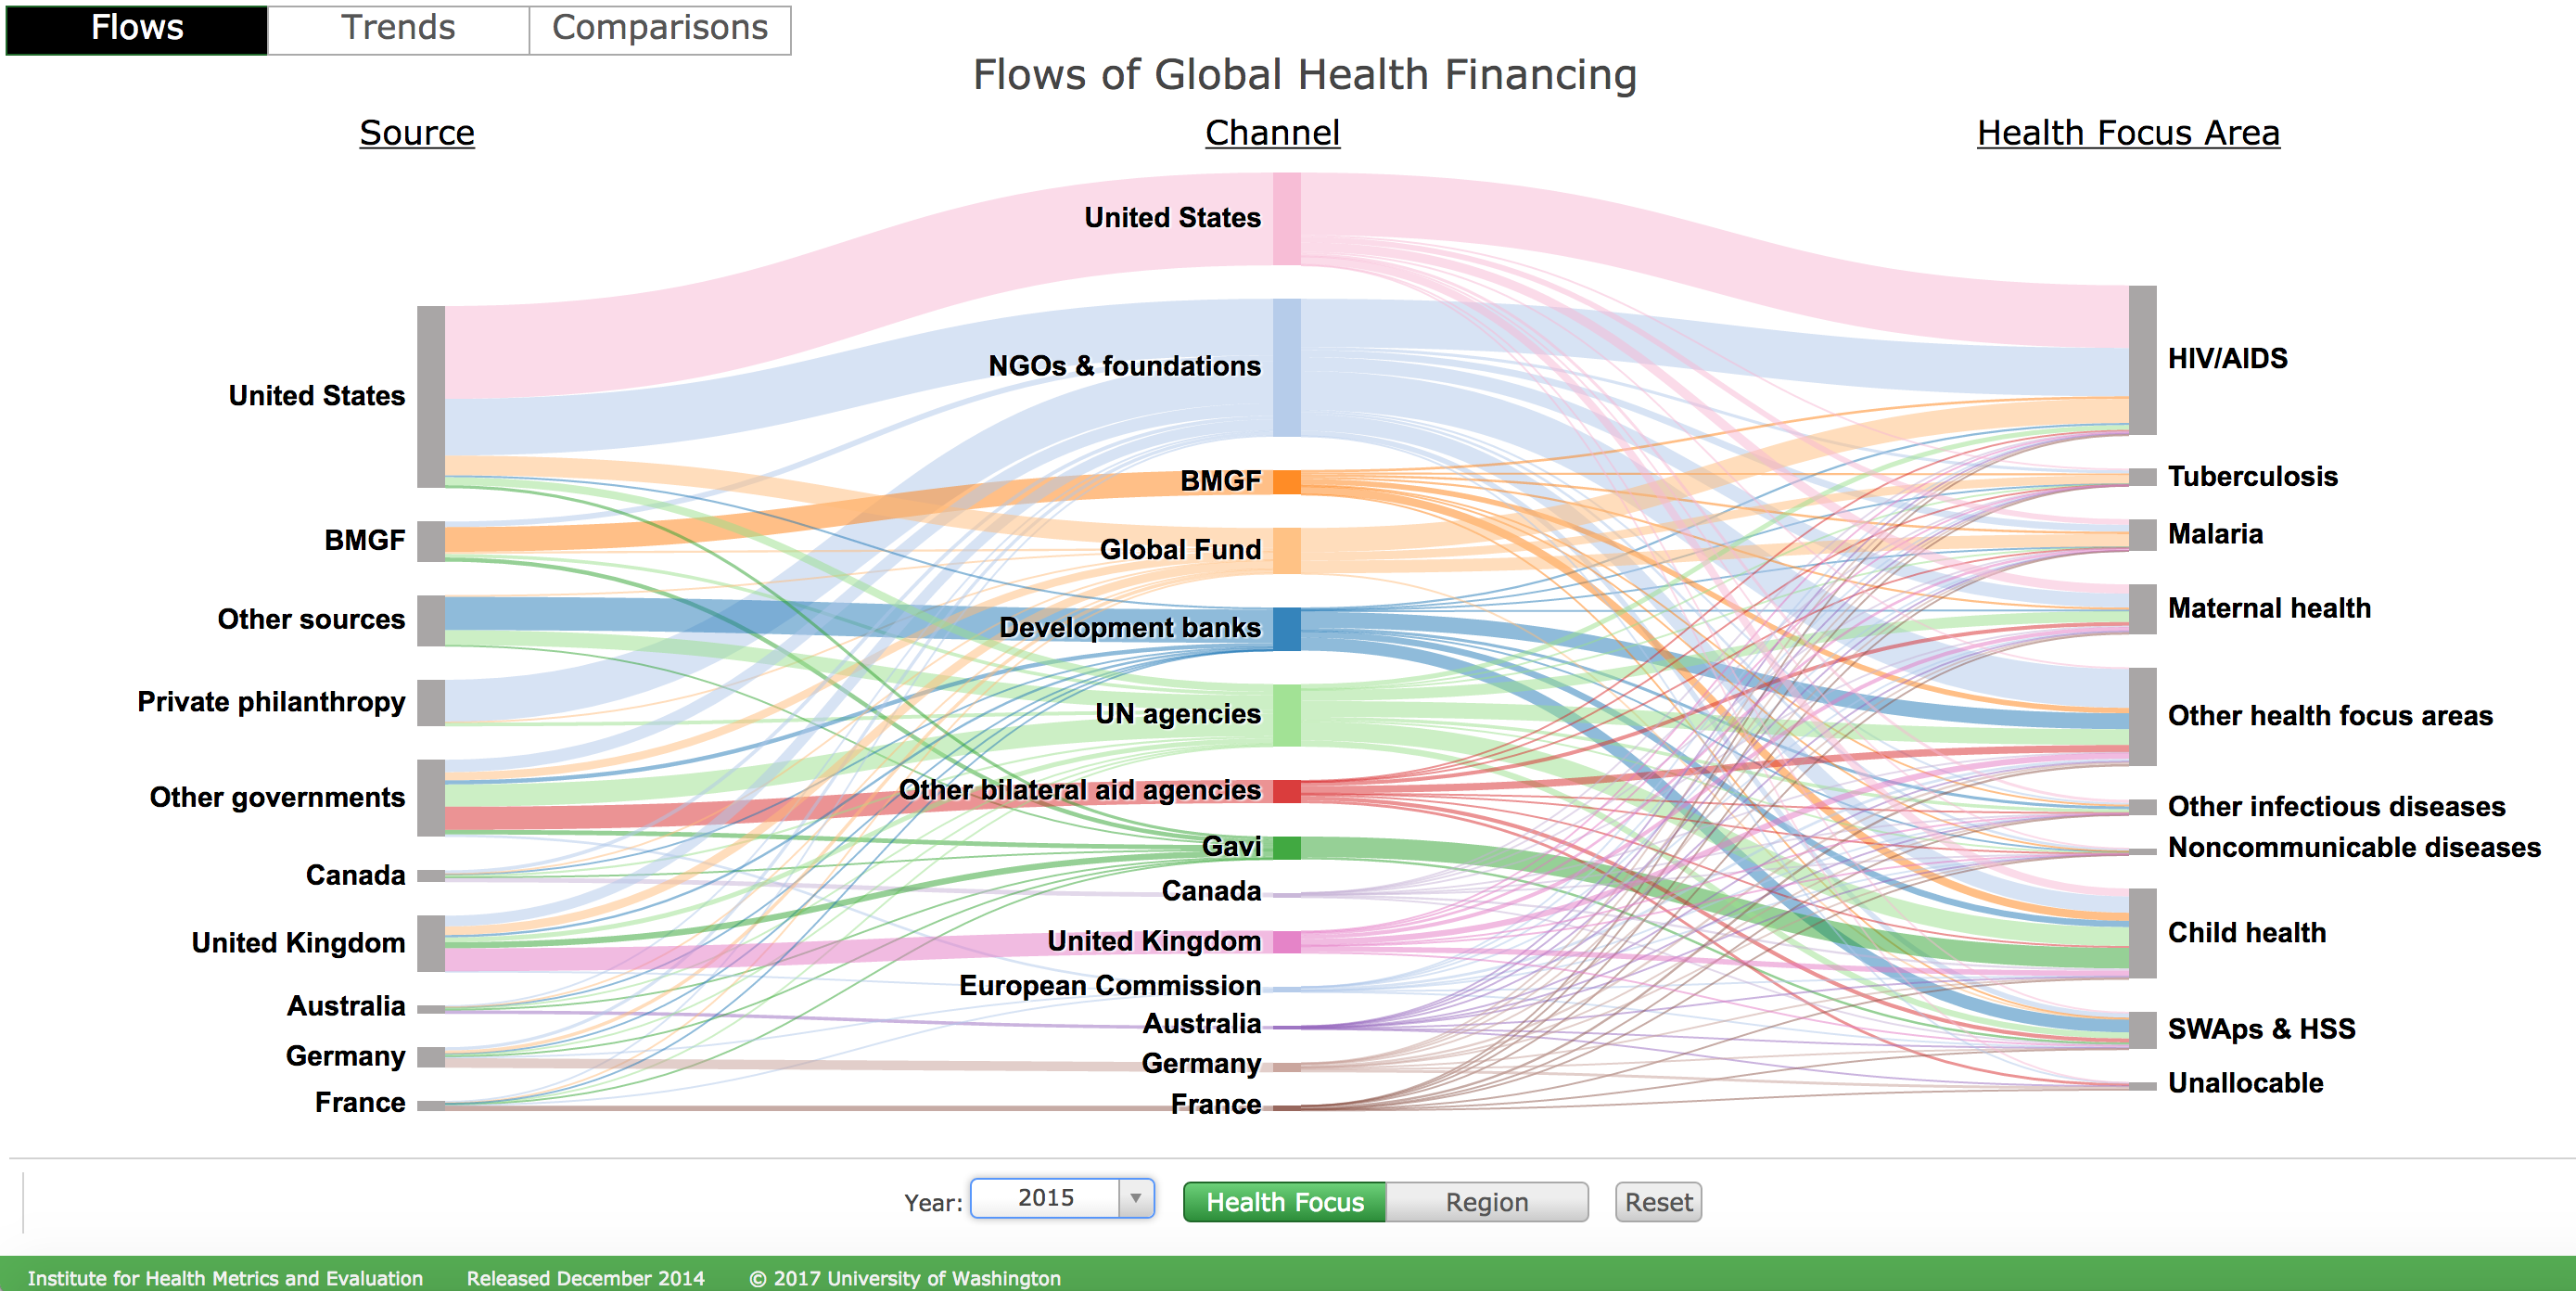 Flows Trends Comparisons
Flows of Global Health Financing
Source Channel Health Focus Area
United States
BMGF
Other sources
Private philanthropy
Other governments
Canada
United Kingdom
Australia
Germany
France
United States
NGOs & foundations
BMGF
Global Fund
Development banks
UN agencies
Other bilateral aid agencies
Gavi
Canada
United Kingdom
European Commission
Australia
Germany
France
HIV/AIDS
Tuberculosis
Malaria
Maternal health
Other health focus areas
Other infectious diseases
Noncommunicable diseases
Child health
SWAps & HSS
Unallocable
Year: 2015 Health Focus Region Reset
Institute for Health Metrics and Evaluation Released December 2014 © 2017 University of Washington